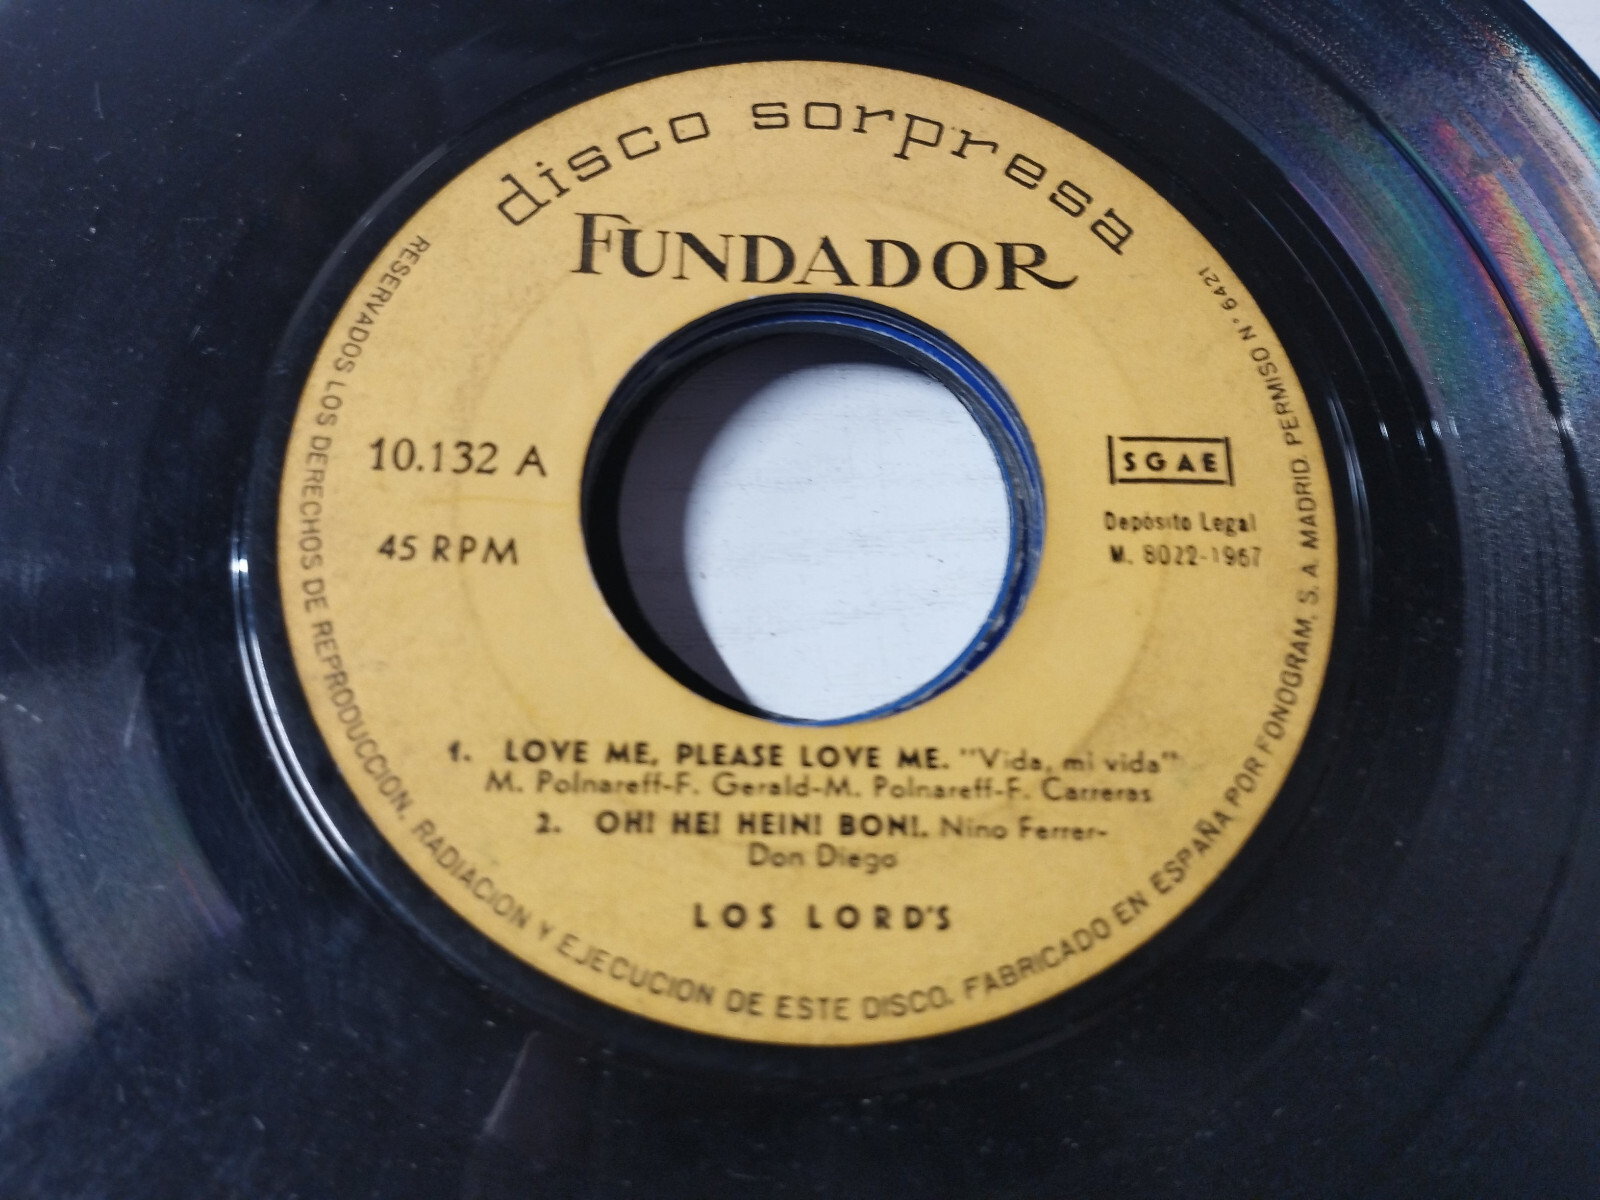 disco sorpresa
FUNDADOR
10.132 A
45 RPM
SGAE
Depósito Legal
M. 8022-1967
1. LOVE ME, PLEASE LOVE ME. "Vida, mi vida"
M. Polnareff-F. Gerald-M. Polnareff-F. Carreras
2. OH! HE! HEIN! BON!. Nino Ferrer-
Don Diego
LOS LORD'S
RESERVADOS LOS DERECHOS DE REPRODUCCION, RADIACION Y EJECUCION DE ESTE DISCO. FABRICADO EN ESPAÑA POR FONOGRAM, S. A. MADRID. PERMISO N° 6421